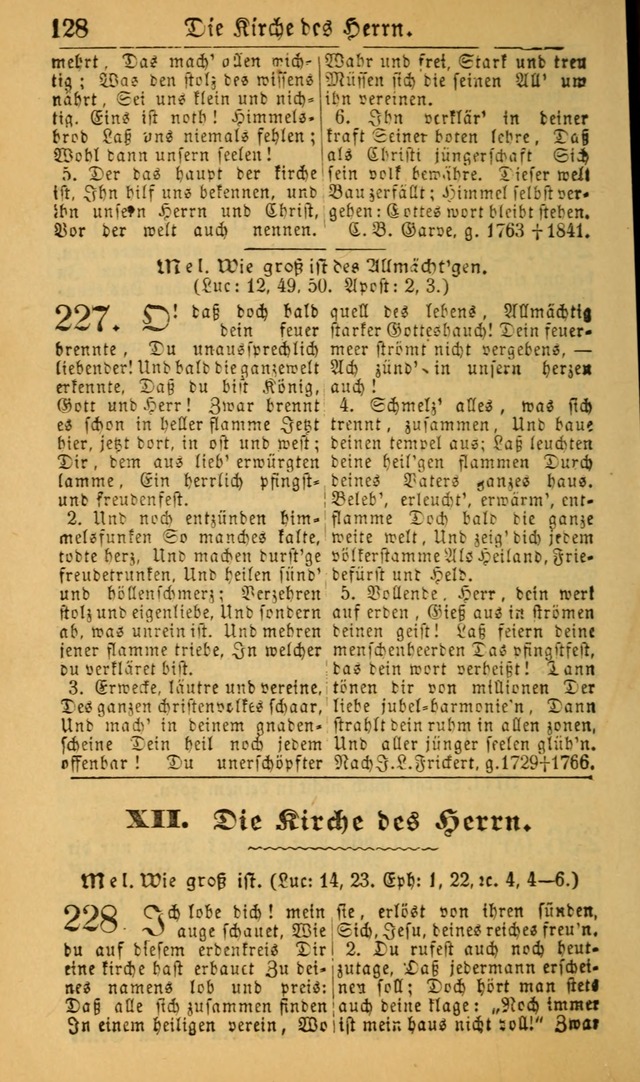 128 Die Kirche des Herrn.
mehrt, Das mach' ollen wich-
tig; Was den stolz des wissens
nährt, Sei uns klein und nich-
tig. Eins ist noth! Himmels-
brod Laß uns niemals fehlen;
Wohl dann unsern seelen!
5. Der das haupt der kirche
ist, Ihn hilf uns bekennen, und
ihn unsern Herrn und Christ,
Vor der welt auch nennen.
Wahr und frei, Stark und treu
Müssen sich die seinen All' um
ihn vereinen.
6. Ihn verklär' in deiner
kraft Seiner boten lehre, Daß
als Christi jüngerschaft Sich
sein volk bewähre. Dieser welt
Bau zerfällt; Himmel selbst ver-
gehen: Gottes wort bleibt stehen.
C. B. Garve, g. 1763 † 1841.
Mel. Wie groß ist des Allmächt'gen.
(Luc: 12, 49, 50. Apost: 2, 3.)
227. O! daß doch bald
dein feuer
brennte, Du unaussprechlich
liebender! Und bald die ganze welt
erkennte, Daß du bist König,
Gott und Herr! Zwar brennt
es schon in heller flamme Jetzt
hier, jetzt dort, in ost und west;
Dir, dem aus lieb' erwürgten
lamme, Ein herrlich pfingst-
und freudenfest.
2. Und noch entzünden him-
melsfunken So manches kalte,
todte herz, Und machen durst'ge
freudetrunken, Und heilen sünd'
und höllenschmerz; Verzehren
stolz und eigenliebe, Und sondern
ab, was unrein ist. Und mehren
jener flamme triebe, In welcher
du verkläret bist.
3. Erwecke, läutre und vereine,
Des ganzen christenvolkes schaar,
Und mach' in deinem gnaden-
scheine Dein heil noch jedem
offenbar! Du unerschöpfter
quell des lebens, Allmächtig
starker Gotteshauch! Dein feuer-
meer strömt nicht vergebens, —
Ach zünd' in unsern herzen
auch!
4. Schmelz' alles, was sich
trennt, zusammen, Und baue
deinen tempel aus; Laß leuchten
deine heil'gen flammen Durch
deines Vaters ganzes haus.
Beleb', erleucht', erwärm', ent-
flamme Doch bald die ganze
weite welt, Und zeig' dich jedem
völkerstamme Als Heiland, Frie-
defürst und Held.
5. Vollende, Herr, dein werk
auf erden, Gieß aus in strömen
deinen geist! Laß feiern deine
menschenheerden Das pfingstfest,
das dein wort verheißt! Dann
tönen dir von millionen Der
liebe jubel-harmonie'n, Dann
strahlt dein ruhm in allen zonen,
Und aller jünger seelen glüh'n.
Nach J. L. Frickert, g. 1729 † 1766.
XII. Die Kirche des Herrn.
Mel. Wie groß ist. (Luc: 14, 23. Eph: 1, 22, ꝛc. 4, 4—6.)
228 Ich lobe dich! mein
auge schauet, Wie
du auf diesem erdenkreis Dir
eine kirche hast erbauet Zu dei-
nes namens lob und preis:
Daß alle sich zusammen finden
In einem heiligen verein, Wo
sie, erlöst von ihren sünden,
Sich, Jesu, deines reiches freu'n.
2. Du rufest auch noch heut-
zutage, Daß jedermann erschei-
nen soll; Doch hört man stets
auch deine klage: „Noch immer
ist mein haus nicht voll!" Zwar